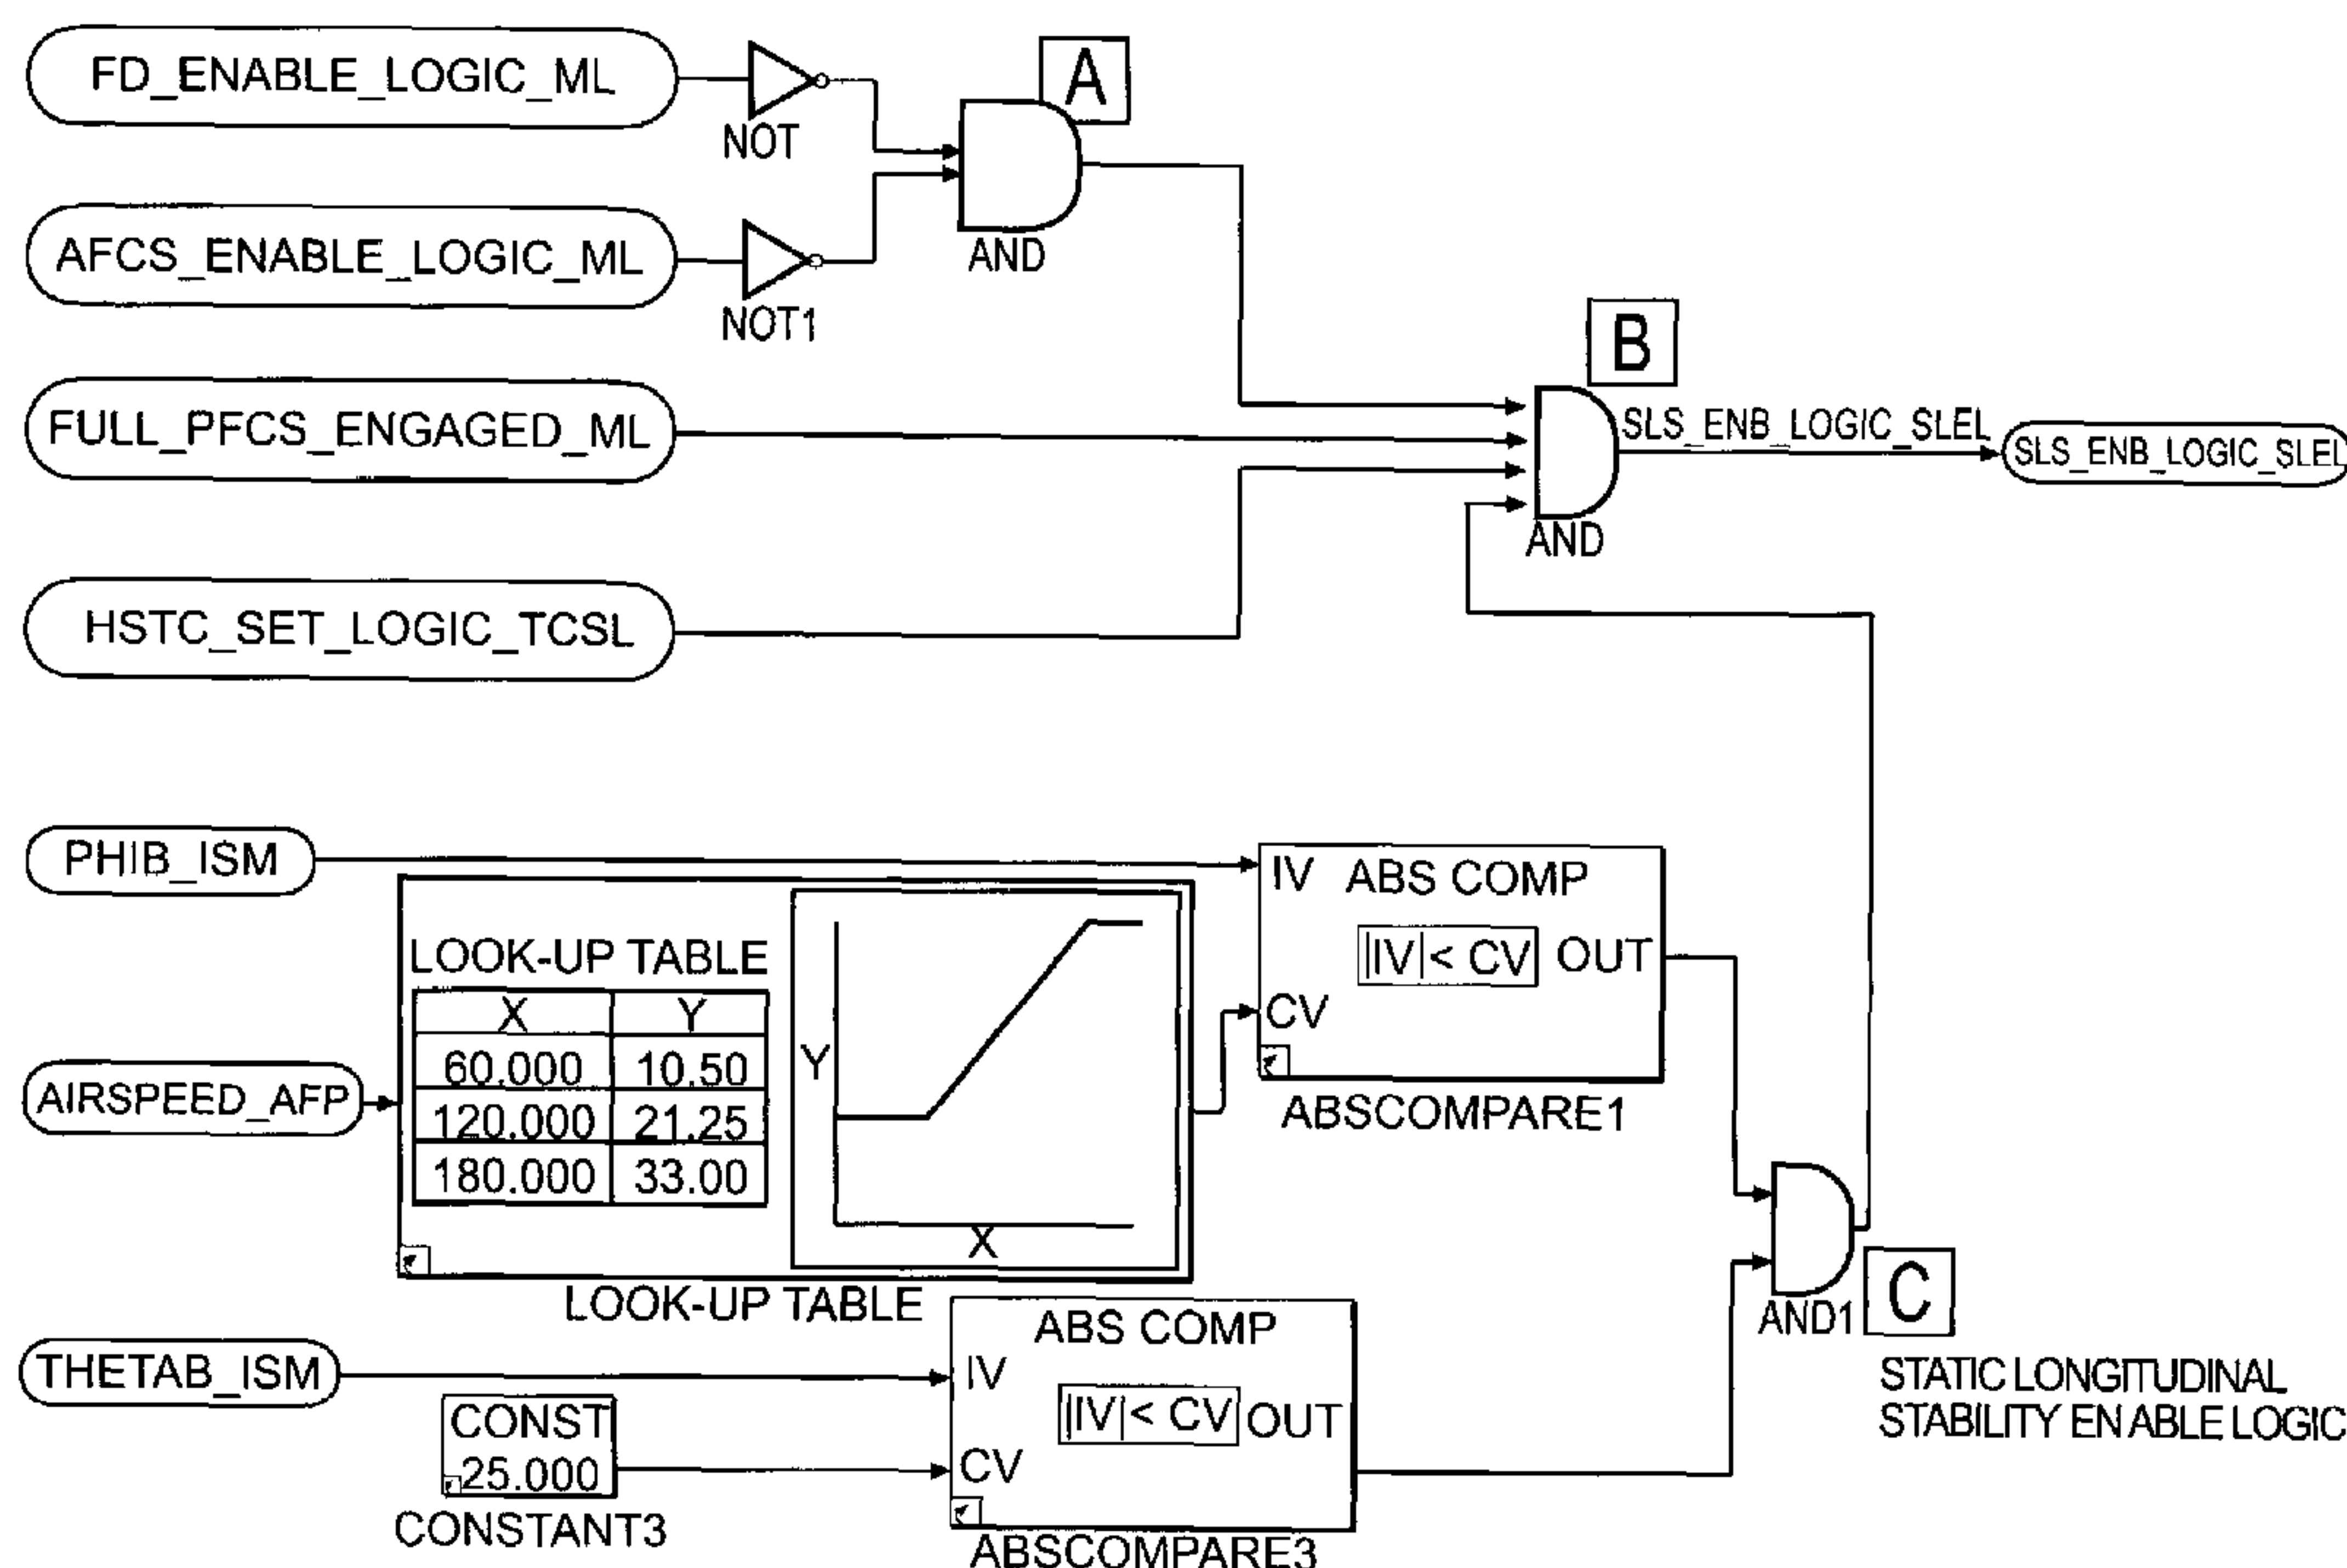 FD_ENABLE_LOGIC_ML
NOT
A
AND
AFCS_ENABLE_LOGIC_ML
NOT1
FULL_PFCS_ENGAGED_ML
B
AND
SLS_ENB_LOGIC_SLEL
SLS_ENB_LOGIC_SLEL
HSTC_SET_LOGIC_TCSL
PHIB_ISM
IV ABS COMP
|IV| < CV OUT
CV
ABSCOMPARE1
AIRSPEED_AFP
LOOK-UP TABLE
X Y
60.000 10.50
120.000 21.25
180.000 33.00
Y
X
LOOK-UP TABLE
THETAB_ISM
CONST
25.000
CONSTANT3
ABS COMP
IV
|IV| < CV OUT
CV
ABSCOMPARE3
AND1
C
STATIC LONGITUDINAL
STABILITY ENABLE LOGIC